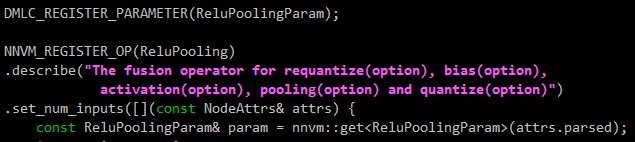 DMLC_REGISTER_PARAMETER(ReluPoolingParam);
NNVM_REGISTER_OP(ReluPooling)
.describe("The fusion operator for requantize(option), bias(option),
activation(option), pooling(option) and quantize(option)")
.set_num_inputs([](const NodeAttrs& attrs) {
const ReluPoolingParam& param = nnvm::get<ReluPoolingParam>(attrs.parsed);